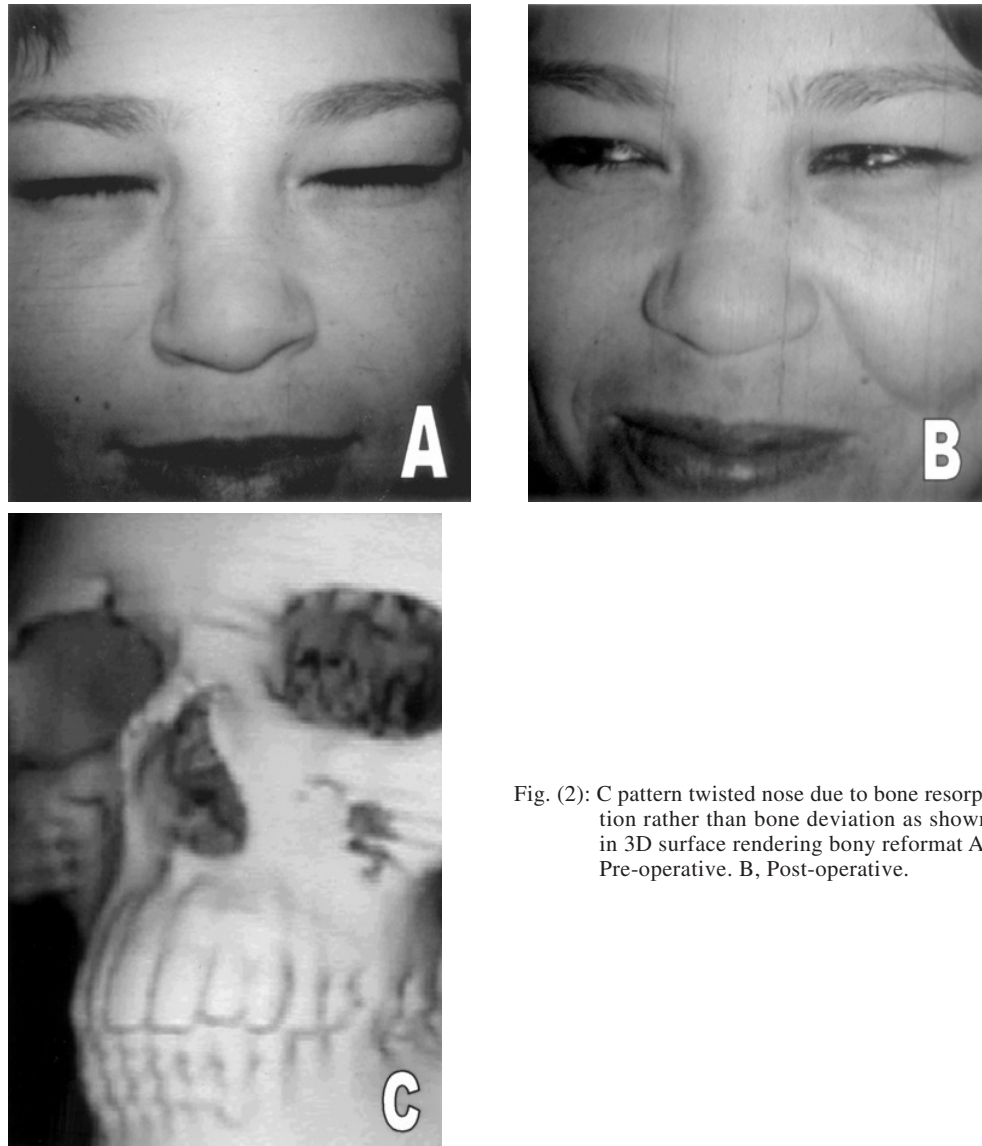 A
B
C
Fig. (2): C pattern twisted nose due to bone resorp-
tion rather than bone deviation as shown
in 3D surface rendering bony reformat A,
Pre-operative. B, Post-operative.